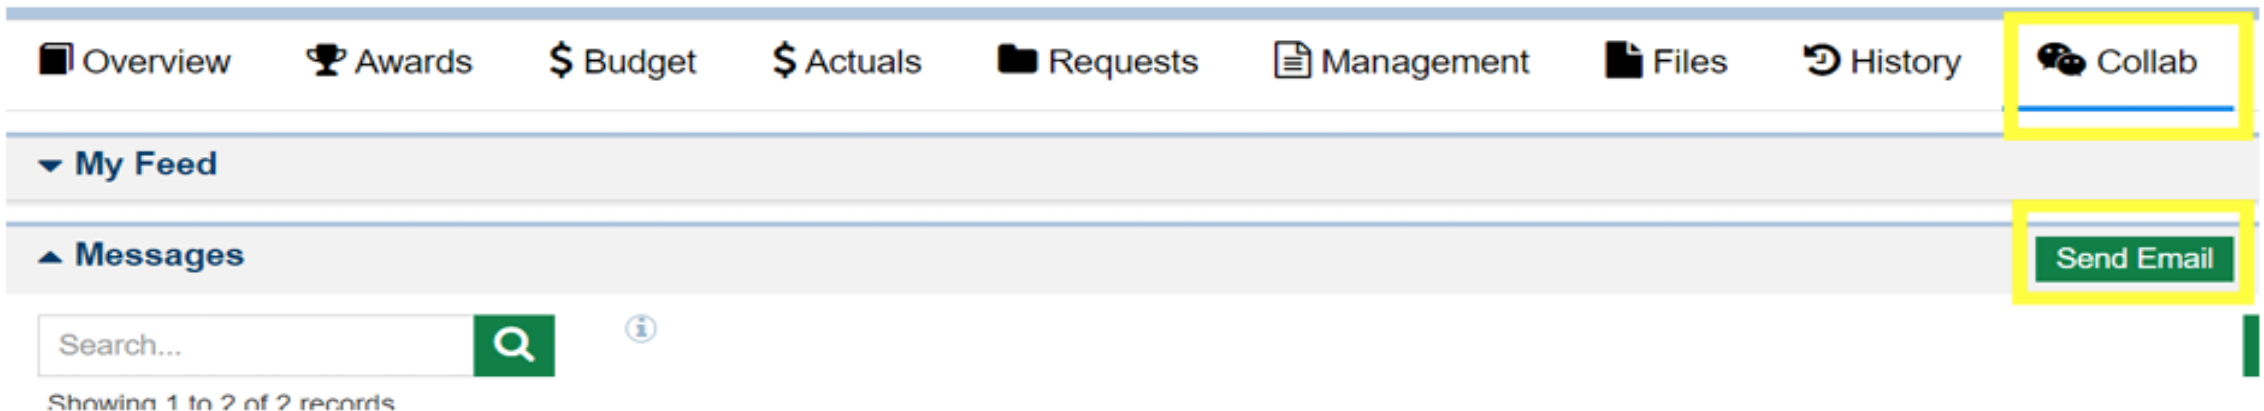 Overview Awards $ Budget $ Actuals Requests Management Files History Collab
My Feed
Messages Send Email
Search...
Showing 1 to 2 of 2 records